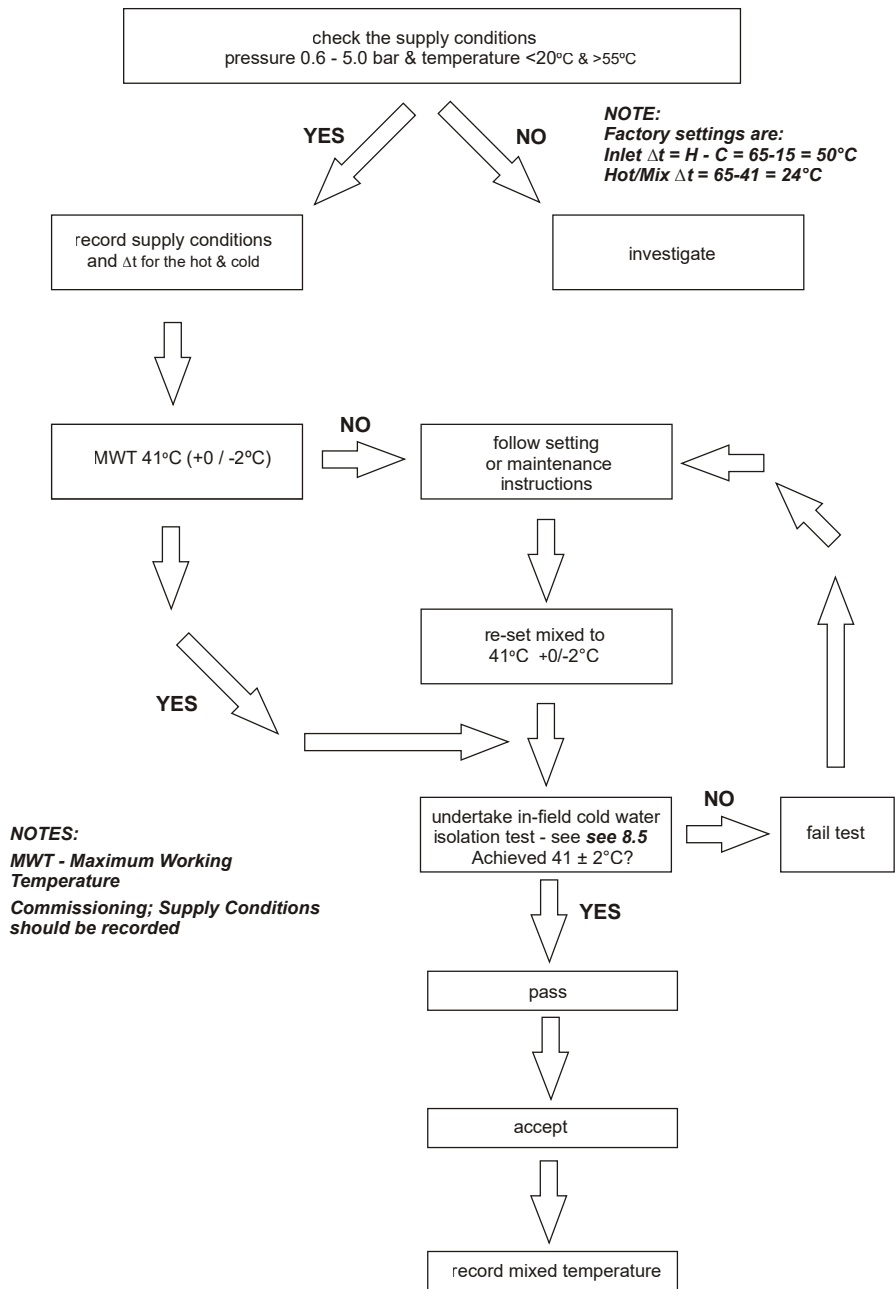 check the supply conditions
pressure 0.6 - 5.0 bar & temperature <20ºC & >55ºC
YES
NO
NOTE:
Factory settings are:
Inlet ∆t = H - C = 65-15 = 50°C
Hot/Mix ∆t = 65-41 = 24°C
record supply conditions
and ∆t for the hot & cold
investigate
MWT 41ºC (+0 / -2ºC)
NO
follow setting
or maintenance
instructions
re-set mixed to
41ºC +0/-2°C
YES
undertake in-field cold water
isolation test - see see 8.5
Achieved 41 ± 2°C?
NO
fail test
NOTES:
MWT - Maximum Working
Temperature
Commissioning; Supply Conditions
should be recorded
YES
pass
accept
record mixed temperature